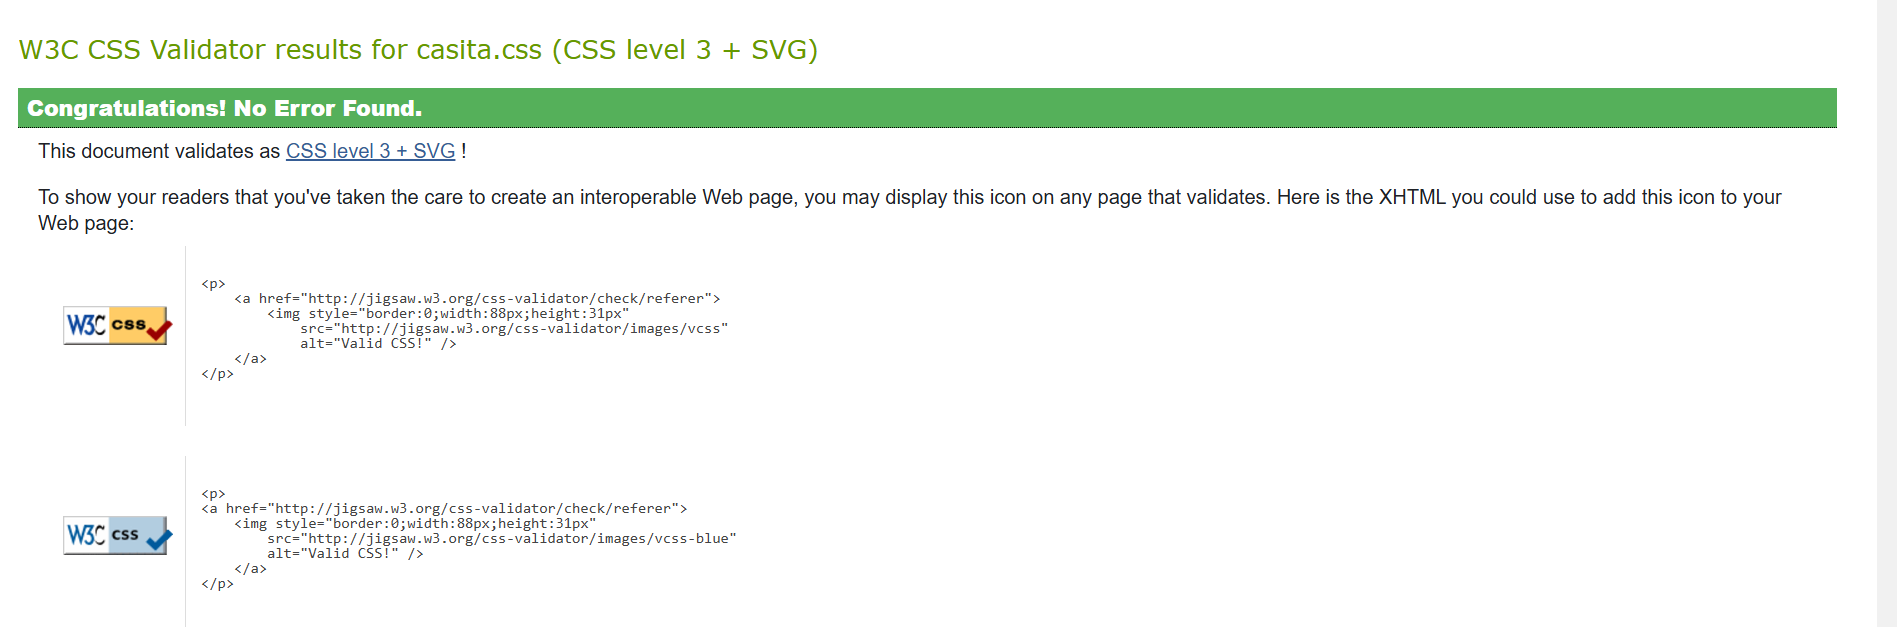 W3C CSS Validator results for casita.css (CSS level 3 + SVG)
Congratulations! No Error Found.
This document validates as CSS level 3 + SVG !
To show your readers that you've taken the care to create an interoperable Web page, you may display this icon on any page that validates. Here is the XHTML you could use to add this icon to your
Web page:
W3C css
<p>
<a href="http://jigsaw.w3.org/css-validator/check/referer">
<img style="border:0;width:88px;height:31px"
src="http://jigsaw.w3.org/css-validator/images/vcss"
alt="Valid CSS!" />
</a>
</p>
W3C css
<p>
<a href="http://jigsaw.w3.org/css-validator/check/referer">
<img style="border:0;width:88px;height:31px"
src="http://jigsaw.w3.org/css-validator/images/vcss-blue"
alt="Valid CSS!" />
</a>
</p>